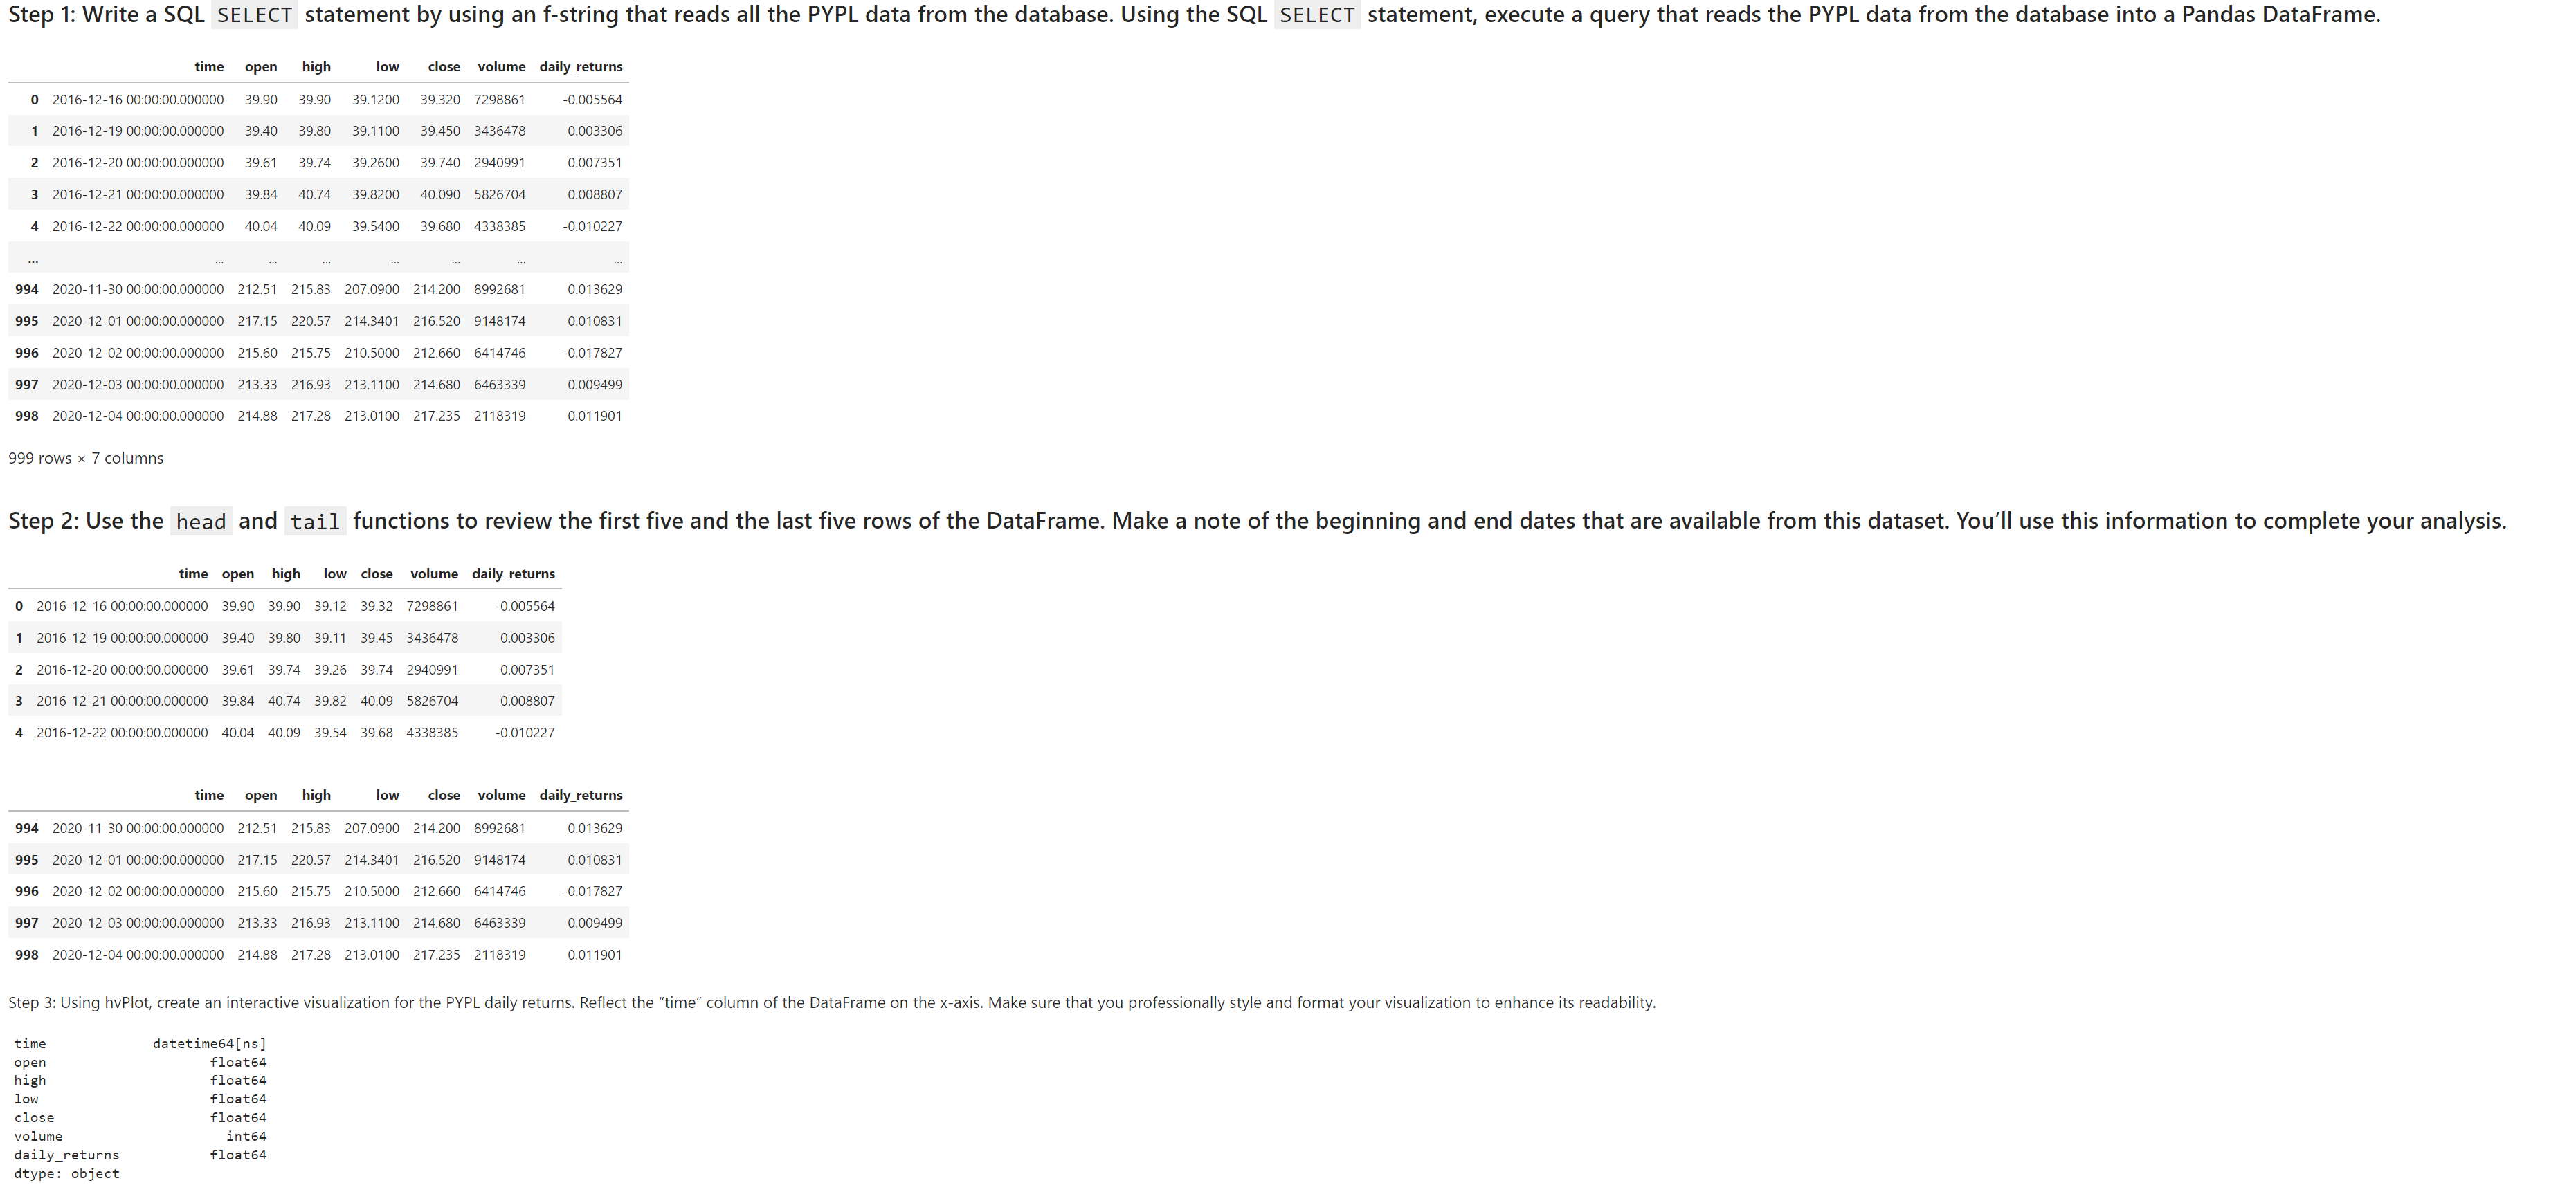 Step 1: Write a SQL SELECT statement by using an f-string that reads all the PYPL data from the database. Using the SQL SELECT statement, execute a query that reads the PYPL data from the database into a Pandas DataFrame.
time open high low close volume daily_returns
0 2016-12-16 00:00:00.000000 39.90 39.90 39.1200 39.320 7298861 -0.005564
1 2016-12-19 00:00:00.000000 39.40 39.80 39.1100 39.450 3436478 0.003306
2 2016-12-20 00:00:00.000000 39.61 39.74 39.2600 39.740 2940991 0.007351
3 2016-12-21 00:00:00.000000 39.84 40.74 39.8200 40.090 5826704 0.008807
4 2016-12-22 00:00:00.000000 40.04 40.09 39.5400 39.680 4338385 -0.010227
... ... ... ... ... ... ... ...
994 2020-11-30 00:00:00.000000 212.51 215.83 207.0900 214.200 8992681 0.013629
995 2020-12-01 00:00:00.000000 217.15 220.57 214.3401 216.520 9148174 0.010831
996 2020-12-02 00:00:00.000000 215.60 215.75 210.5000 212.660 6414746 -0.017827
997 2020-12-03 00:00:00.000000 213.33 216.93 213.1100 214.680 6463339 0.009499
998 2020-12-04 00:00:00.000000 214.88 217.28 213.0100 217.235 2118319 0.011901
999 rows × 7 columns
Step 2: Use the head and tail functions to review the first five and the last five rows of the DataFrame. Make a note of the beginning and end dates that are available from this dataset. You’ll use this information to complete your analysis.
time open high low close volume daily_returns
0 2016-12-16 00:00:00.000000 39.90 39.90 39.12 39.32 7298861 -0.005564
1 2016-12-19 00:00:00.000000 39.40 39.80 39.11 39.45 3436478 0.003306
2 2016-12-20 00:00:00.000000 39.61 39.74 39.26 39.74 2940991 0.007351
3 2016-12-21 00:00:00.000000 39.84 40.74 39.82 40.09 5826704 0.008807
4 2016-12-22 00:00:00.000000 40.04 40.09 39.54 39.68 4338385 -0.010227
time open high low close volume daily_returns
994 2020-11-30 00:00:00.000000 212.51 215.83 207.0900 214.200 8992681 0.013629
995 2020-12-01 00:00:00.000000 217.15 220.57 214.3401 216.520 9148174 0.010831
996 2020-12-02 00:00:00.000000 215.60 215.75 210.5000 212.660 6414746 -0.017827
997 2020-12-03 00:00:00.000000 213.33 216.93 213.1100 214.680 6463339 0.009499
998 2020-12-04 00:00:00.000000 214.88 217.28 213.0100 217.235 2118319 0.011901
Step 3: Using hvPlot, create an interactive visualization for the PYPL daily returns. Reflect the “time” column of the DataFrame on the x-axis. Make sure that you professionally style and format your visualization to enhance its readability.
time datetime64[ns]
open float64
high float64
low float64
close float64
volume int64
daily_returns float64
dtype: object